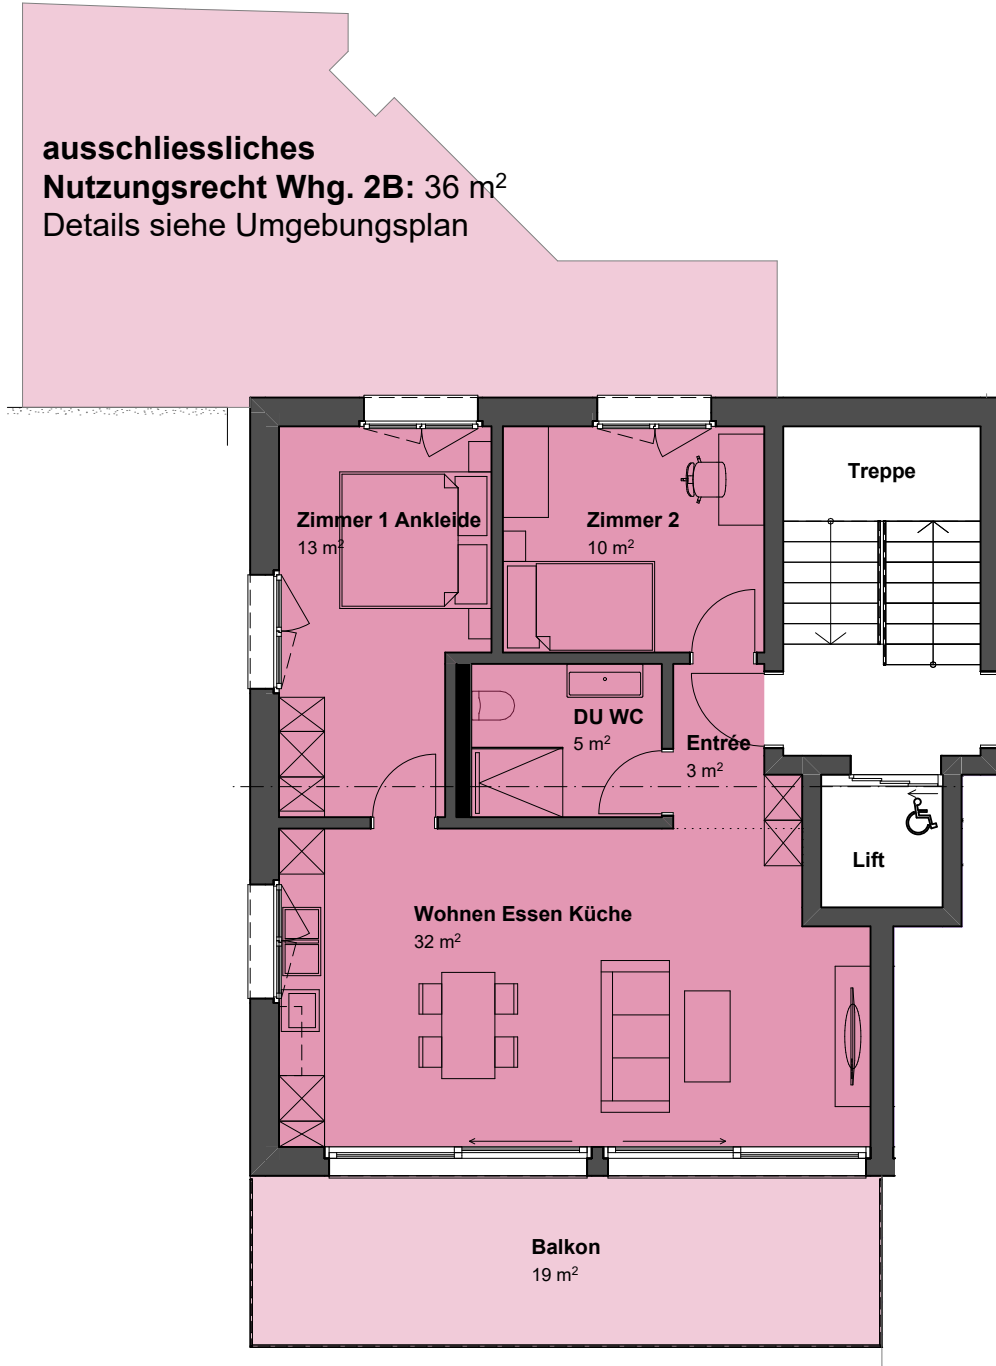 ausschliessliches
Nutzungsrecht Whg. 2B: 36 m²
Details siehe Umgebungsplan
Treppe
Zimmer 1 Ankleide
13 m²
Zimmer 2
10 m²
DU WC
5 m²
Entrée
3 m²
Lift
Wohnen Essen Küche
32 m²
Balkon
19 m²